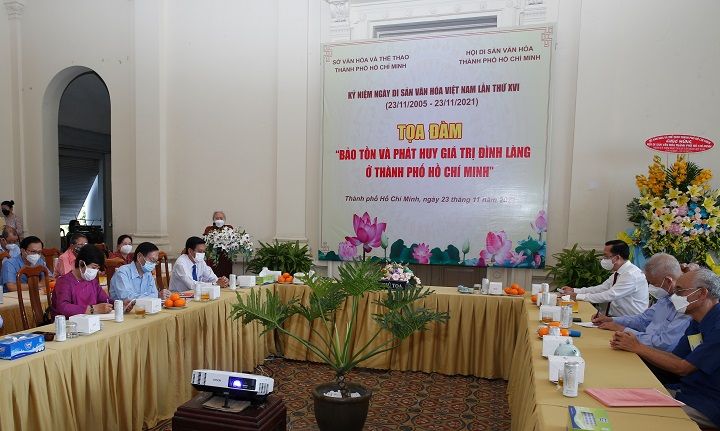 SỞ VĂN HÓA VÀ THỂ THAO
THÀNH PHỐ HỒ CHÍ MINH
HỘI DI SẢN VĂN HÓA
THÀNH PHỐ HỒ CHÍ MINH
KỶ NIỆM NGÀY DI SẢN VĂN HÓA VIỆT NAM LẦN THỨ XVI
(23/11/2005 - 23/11/2021)
TỌA ĐÀM
"BẢO TỒN VÀ PHÁT HUY GIÁ TRỊ ĐÌNH LÀNG
Ở THÀNH PHỐ HỒ CHÍ MINH"
Thành phố Hồ Chí Minh, ngày 23 tháng 11 năm 2021
CHỦ TỌA